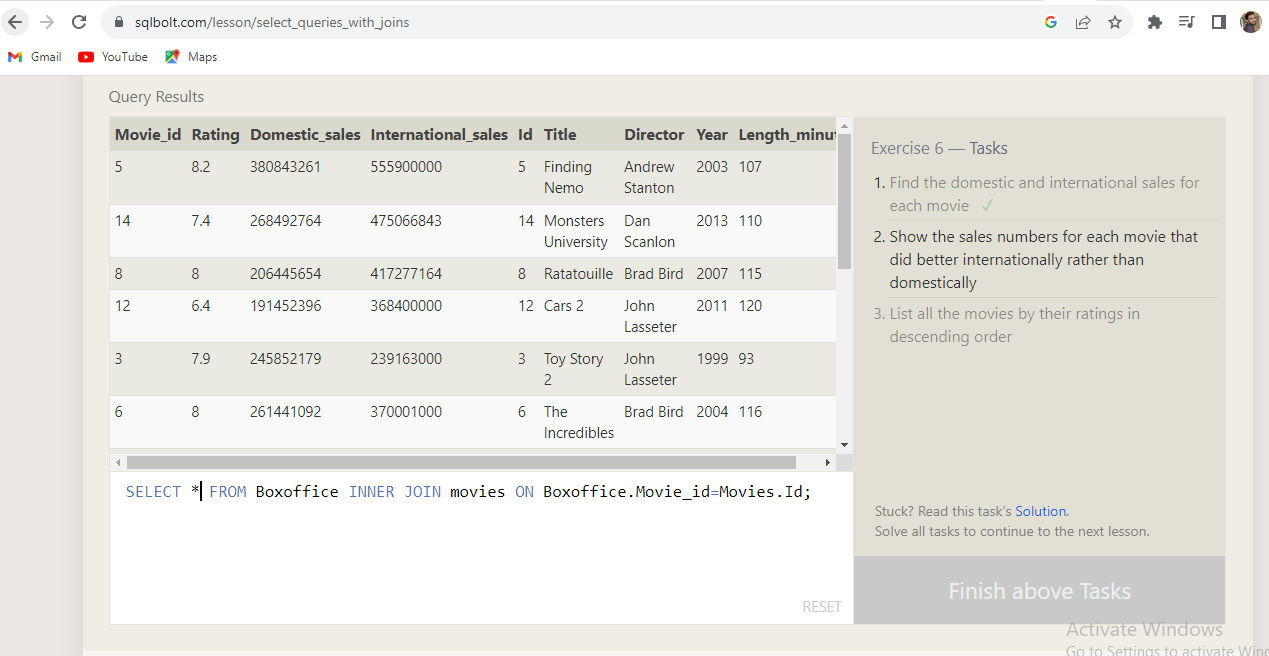 sqlbolt.com/lesson/select_queries_with_joins
Gmail YouTube Maps
Query Results
Movie_id Rating Domestic_sales International_sales Id Title Director Year Length_minut
5 8.2 380843261 555900000 5 Finding Nemo Andrew Stanton 2003 107
14 7.4 268492764 475066843 14 Monsters University Dan Scanlon 2013 110
8 8 206445654 417277164 8 Ratatouille Brad Bird 2007 115
12 6.4 191452396 368400000 12 Cars 2 John Lasseter 2011 120
3 7.9 245852179 239163000 3 Toy Story 2 John Lasseter 1999 93
6 8 261441092 370001000 6 The Incredibles Brad Bird 2004 116
SELECT * FROM Boxoffice INNER JOIN movies ON Boxoffice.Movie_id=Movies.Id;
RESET
Exercise 6 — Tasks
1. Find the domestic and international sales for
each movie ✓
2. Show the sales numbers for each movie that
did better internationally rather than
domestically
3. List all the movies by their ratings in
descending order
Stuck? Read this task's Solution.
Solve all tasks to continue to the next lesson.
Finish above Tasks
Activate Windows
Go to Settings to activate Win